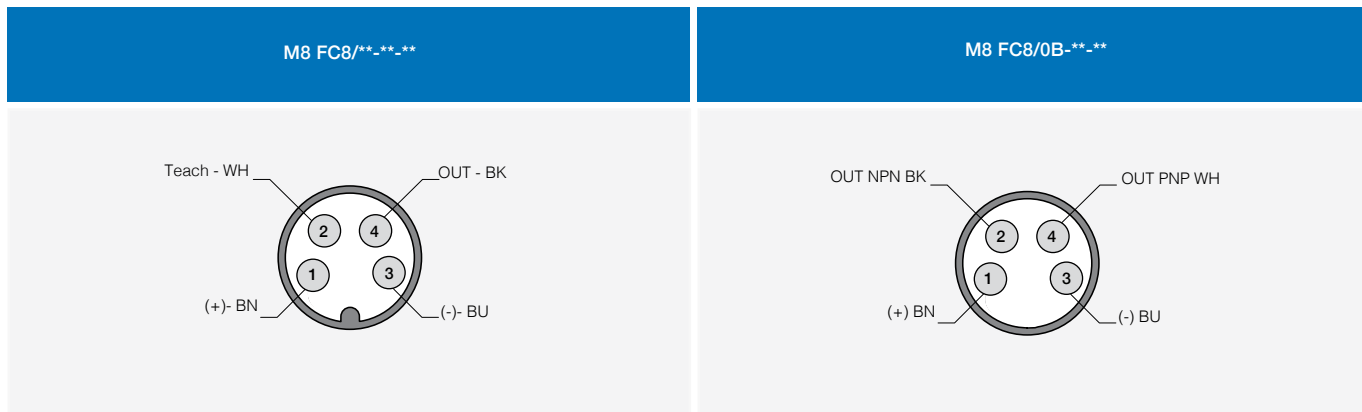 M8 FC8/**-**-**
M8 FC8/0B-**-**
Teach - WH
OUT - BK
2
4
1
3
(+)- BN
(-)- BU
OUT NPN BK
OUT PNP WH
2
4
1
3
(+) BN
(-) BU